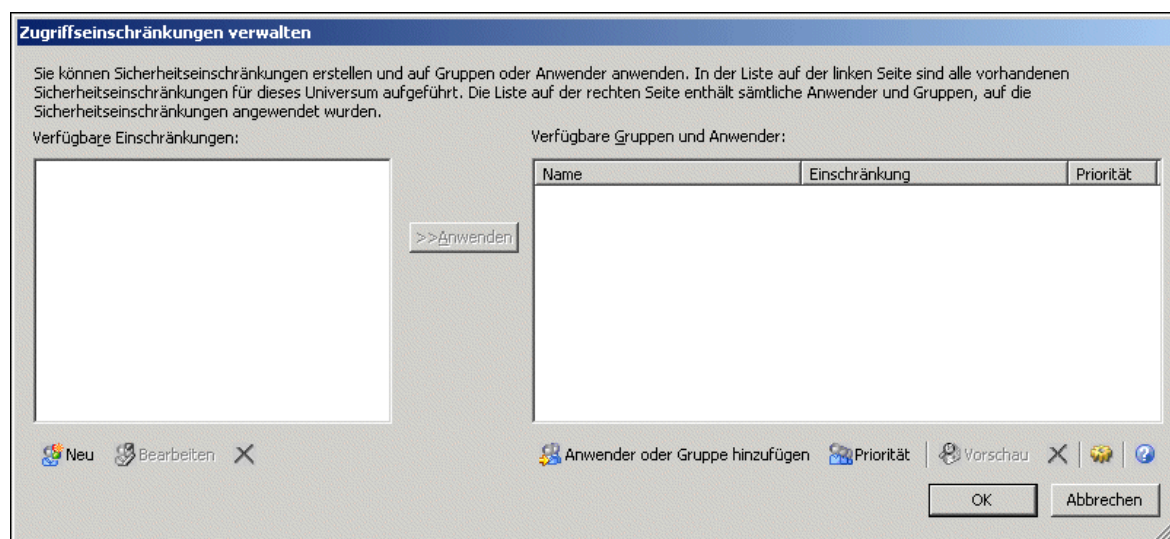 Zugriffseinschränkungen verwalten
Sie können Sicherheitseinschränkungen erstellen und auf Gruppen oder Anwender anwenden. In der Liste auf der linken Seite sind alle vorhandenen
Sicherheitseinschränkungen für dieses Universum aufgeführt. Die Liste auf der rechten Seite enthält sämtliche Anwender und Gruppen, auf die
Sicherheitseinschränkungen angewendet wurden.
Verfügbare Einschränkungen:
Verfügbare Gruppen und Anwender:
Name Einschränkung Priorität
>>Anwenden
Neu Bearbeiten
Anwender oder Gruppe hinzufügen Priorität Vorschau
OK Abbrechen